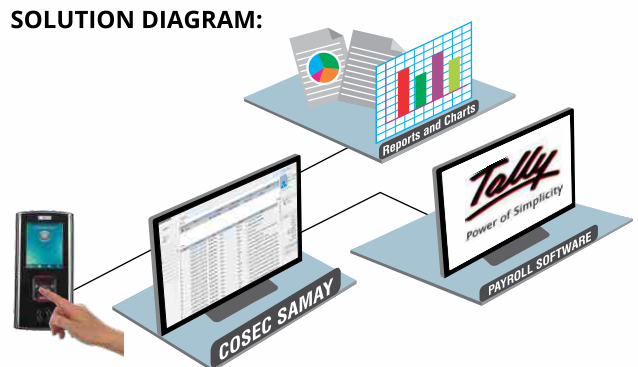 SOLUTION DIAGRAM:
Reports and Charts
Tally
Power of Simplicity
PAYROLL SOFTWARE
COSEC SAMAY